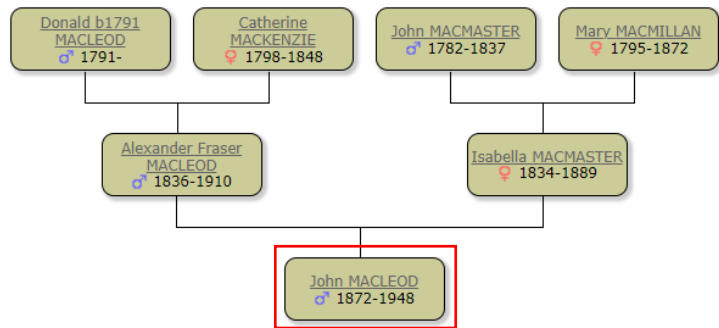 Donald b1791
MACLEOD
♂ 1791-
Catherine
MACKENZIE
♀ 1798-1848
John MACMASTER
♂ 1782-1837
Mary MACMILLAN
♀ 1795-1872
Alexander Fraser
MACLEOD
♂ 1836-1910
Isabella MACMASTER
♀ 1834-1889
John MACLEOD
♂ 1872-1948